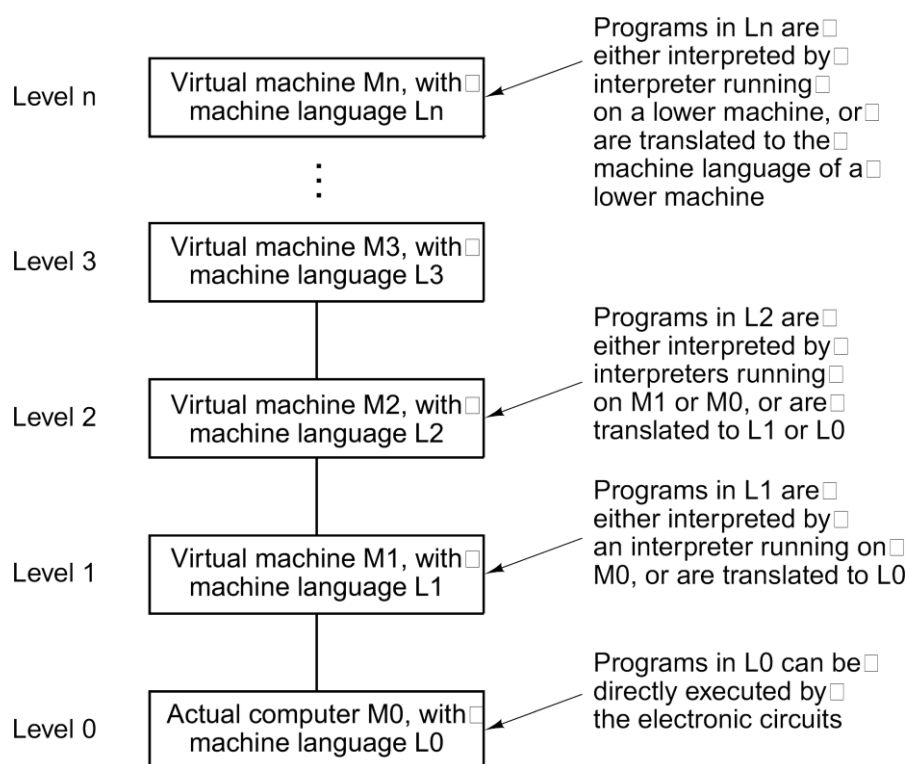 Level n
Virtual machine Mn, with
machine language Ln
Programs in Ln are
either interpreted by
interpreter running
on a lower machine, or
are translated to the
machine language of a
lower machine
Level 3
Virtual machine M3, with
machine language L3
Level 2
Virtual machine M2, with
machine language L2
Programs in L2 are
either interpreted by
interpreters running
on M1 or M0, or are
translated to L1 or L0
Level 1
Virtual machine M1, with
machine language L1
Programs in L1 are
either interpreted by
an interpreter running on
M0, or are translated to L0
Level 0
Actual computer M0, with
machine language L0
Programs in L0 can be
directly executed by
the electronic circuits